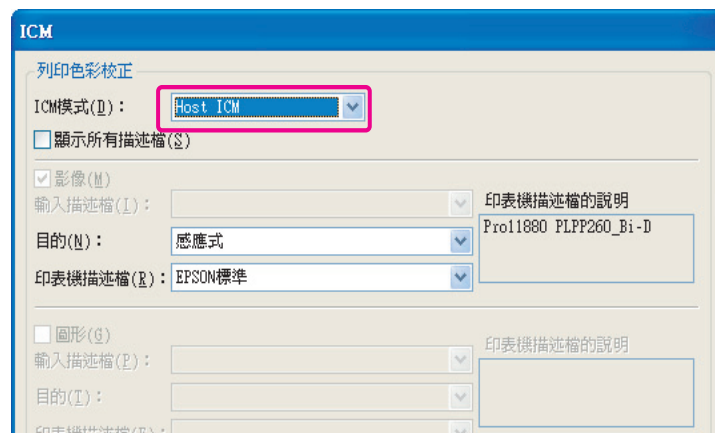 ICM
列印色彩校正
ICM模式(D)： Host ICM
顯示所有描述檔(S)
影像(M)
輸入描述檔(I)：
目的(N)： 感應式
印表機描述檔(R)： EPSON標準
印表機描述檔的說明
Pro11880 PLPP260_Bi-D
圖形(G)
輸入描述檔(P)：
目的(T)：
印表機描述檔的說明